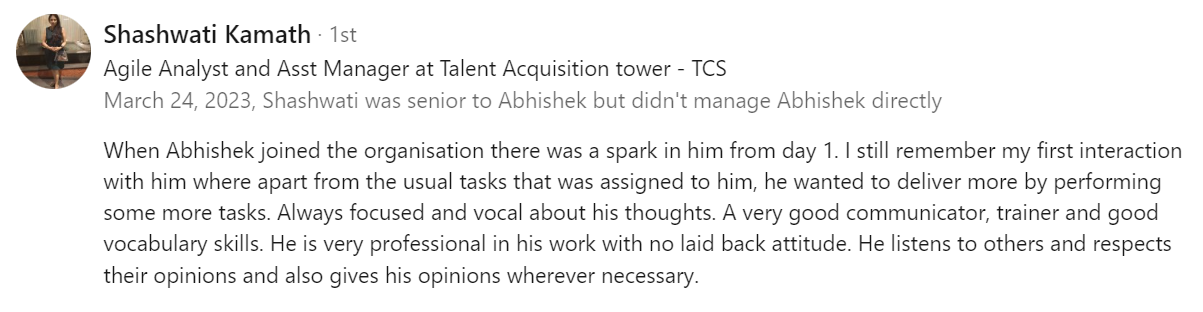 Shashwati Kamath · 1st
Agile Analyst and Asst Manager at Talent Acquisition tower - TCS
March 24, 2023, Shashwati was senior to Abhishek but didn't manage Abhishek directly
When Abhishek joined the organisation there was a spark in him from day 1. I still remember my first interaction
with him where apart from the usual tasks that was assigned to him, he wanted to deliver more by performing
some more tasks. Always focused and vocal about his thoughts. A very good communicator, trainer and good
vocabulary skills. He is very professional in his work with no laid back attitude. He listens to others and respects
their opinions and also gives his opinions wherever necessary.